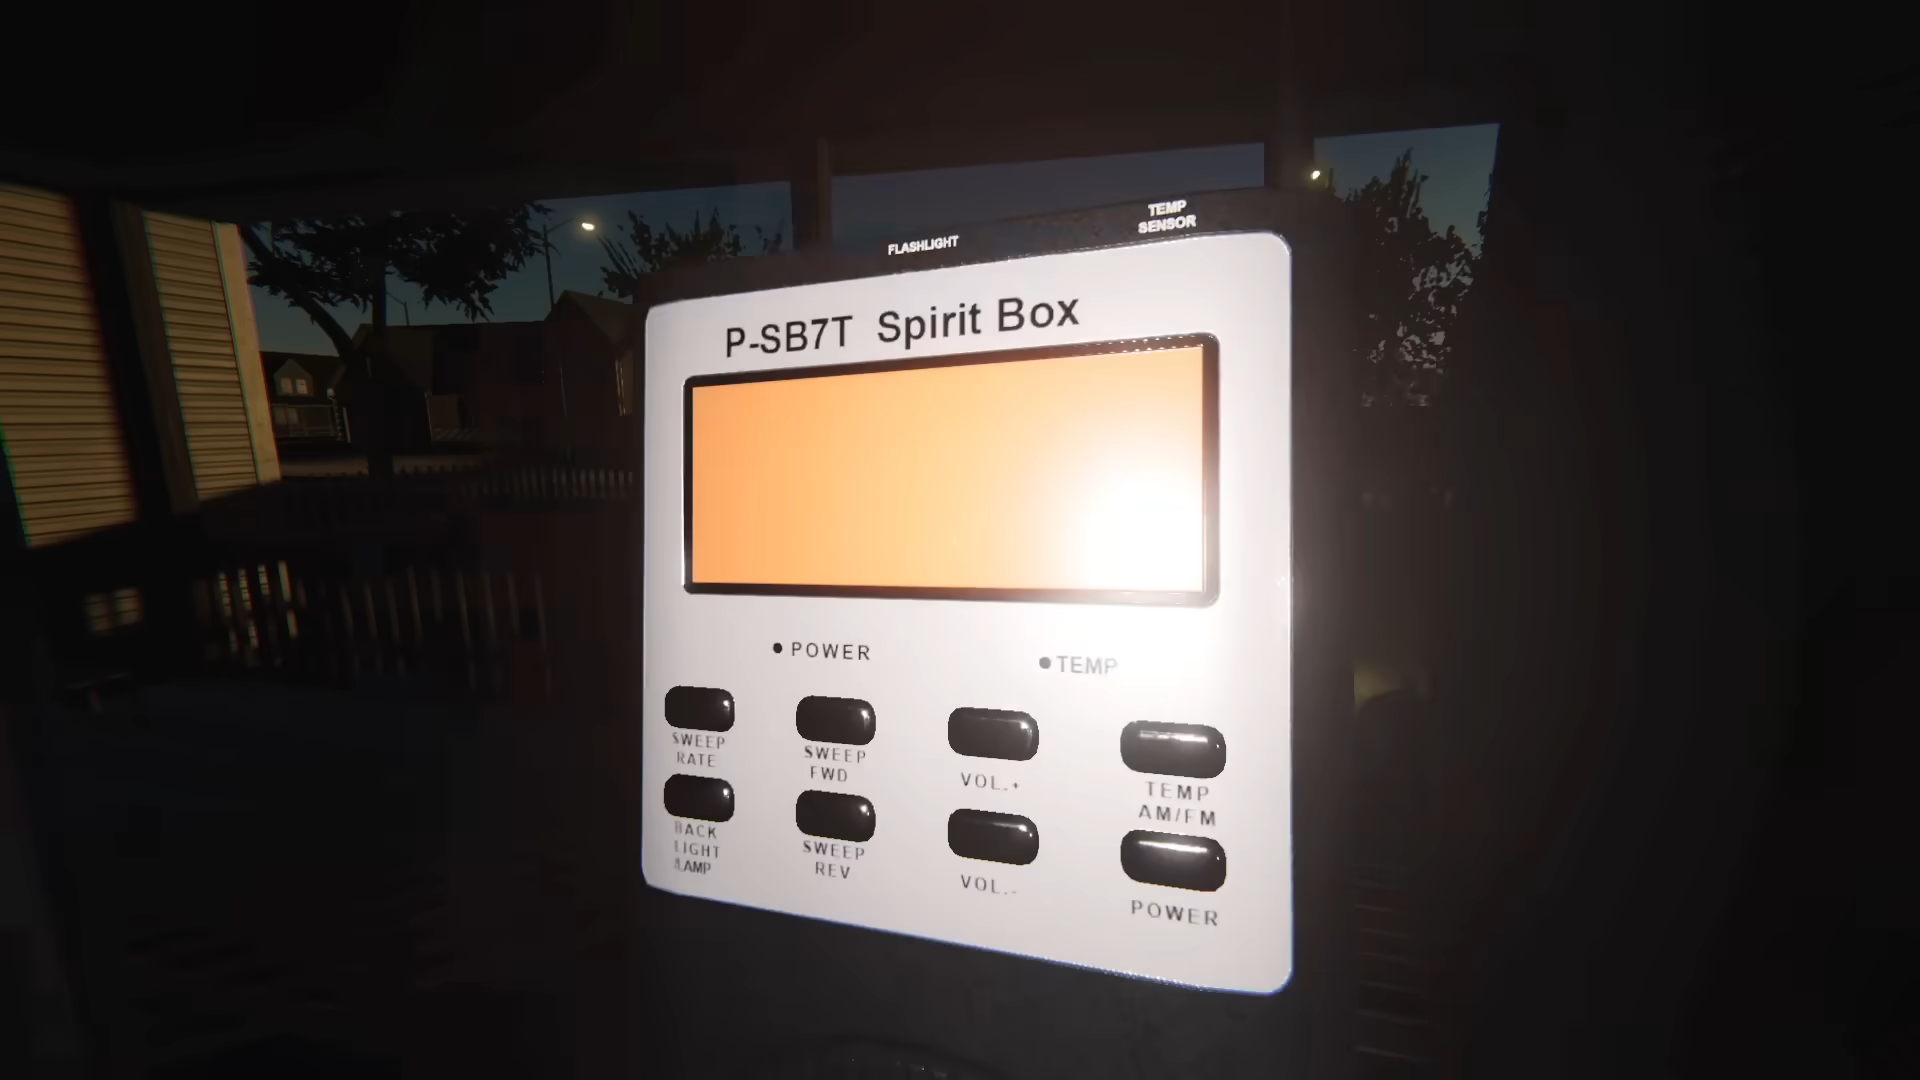 FLASHLIGHT
TEMP
SENSOR
P-SB7T Spirit Box
POWER
TEMP
SWEEP
RATE
SWEEP
FWD
VOL.+
TEMP
AM/FM
BACK
LIGHT
/LAMP
SWEEP
REV
VOL.-
POWER